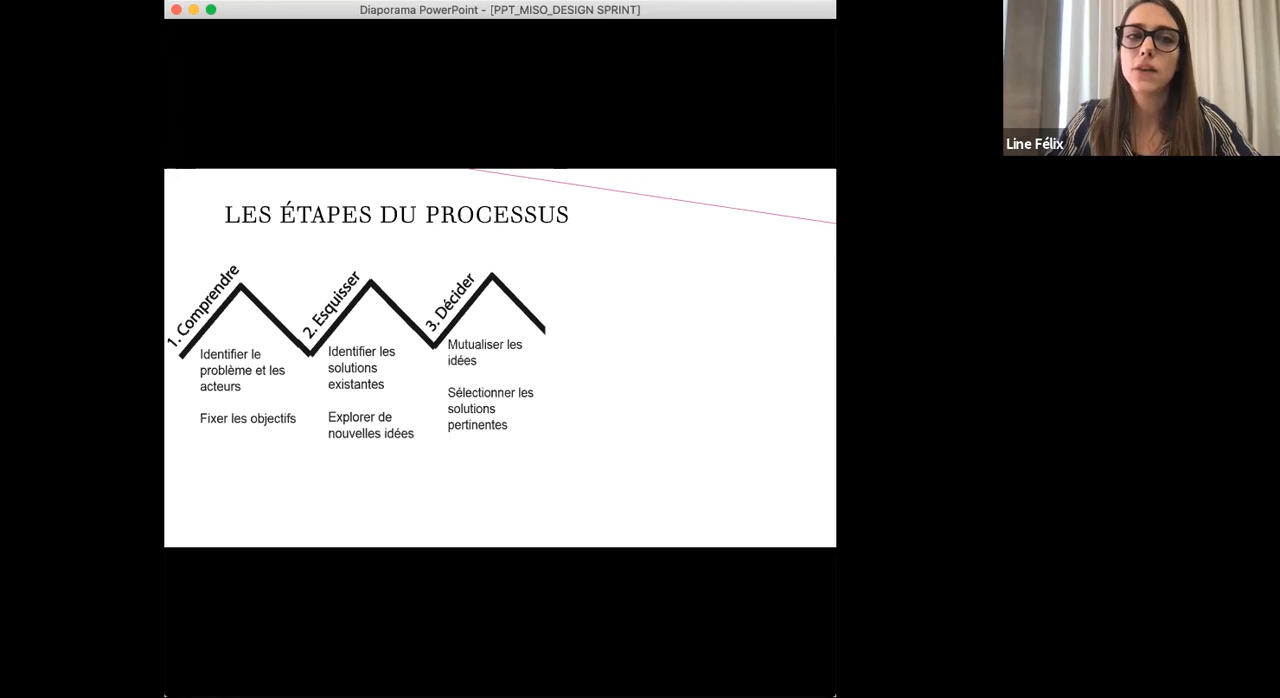 Diaporama PowerPoint - [PPT_MISO_DESIGN SPRINT]
Line Félix
LES ÉTAPES DU PROCESSUS
1. Comprendre
Identifier le
problème et les
acteurs
Fixer les objectifs
2. Esquisser
Identifier les
solutions
existantes
Explorer de
nouvelles idées
3. Décider
Mutualiser les
idées
Sélectionner les
solutions
pertinentes